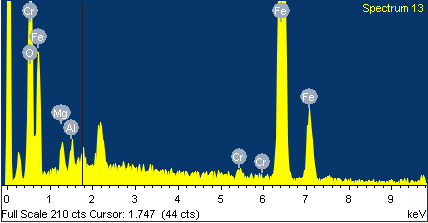 Cr Fe Spectrum 13
Fe
O
Mg Al Fe
Cr Cr
0 1 2 3 4 5 6 7 8 9
Full Scale 210 cts Cursor: 1.747 (44 cts) keV